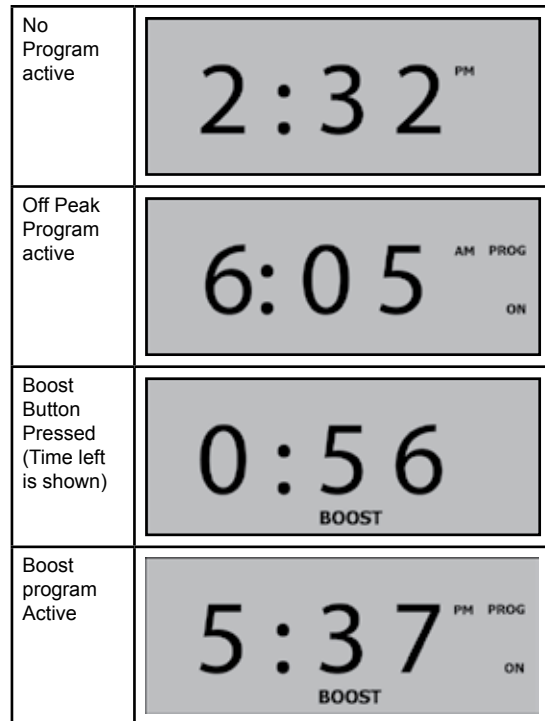 No
Program
active
2:32 PM
Off Peak
Program
active
6:05 AM PROG
ON
Boost
Button
Pressed
(Time left
is shown)
0:56
BOOST
Boost
program
Active
5:37 PM PROG
ON
BOOST